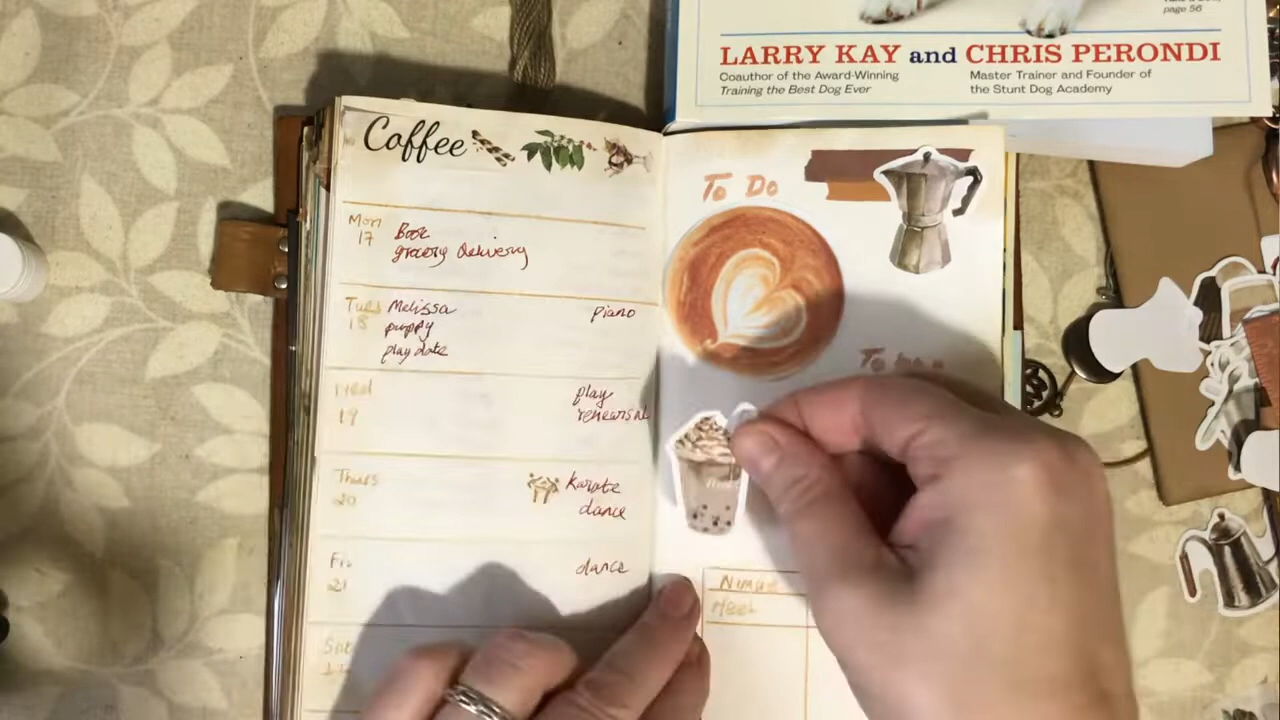 page 56
LARRY KAY and CHRIS PERONDI
Coauthor of the Award-Winning
Training the Best Dog Ever
Master Trainer and Founder of
the Stunt Dog Academy
Coffee
Mon
17
grocery delivery
Tues Melissa piano
18 puppy
play date
Wed play
19 rehearsal
Thurs karate
20 dance
Fri dance
21
Sat
To Do
To